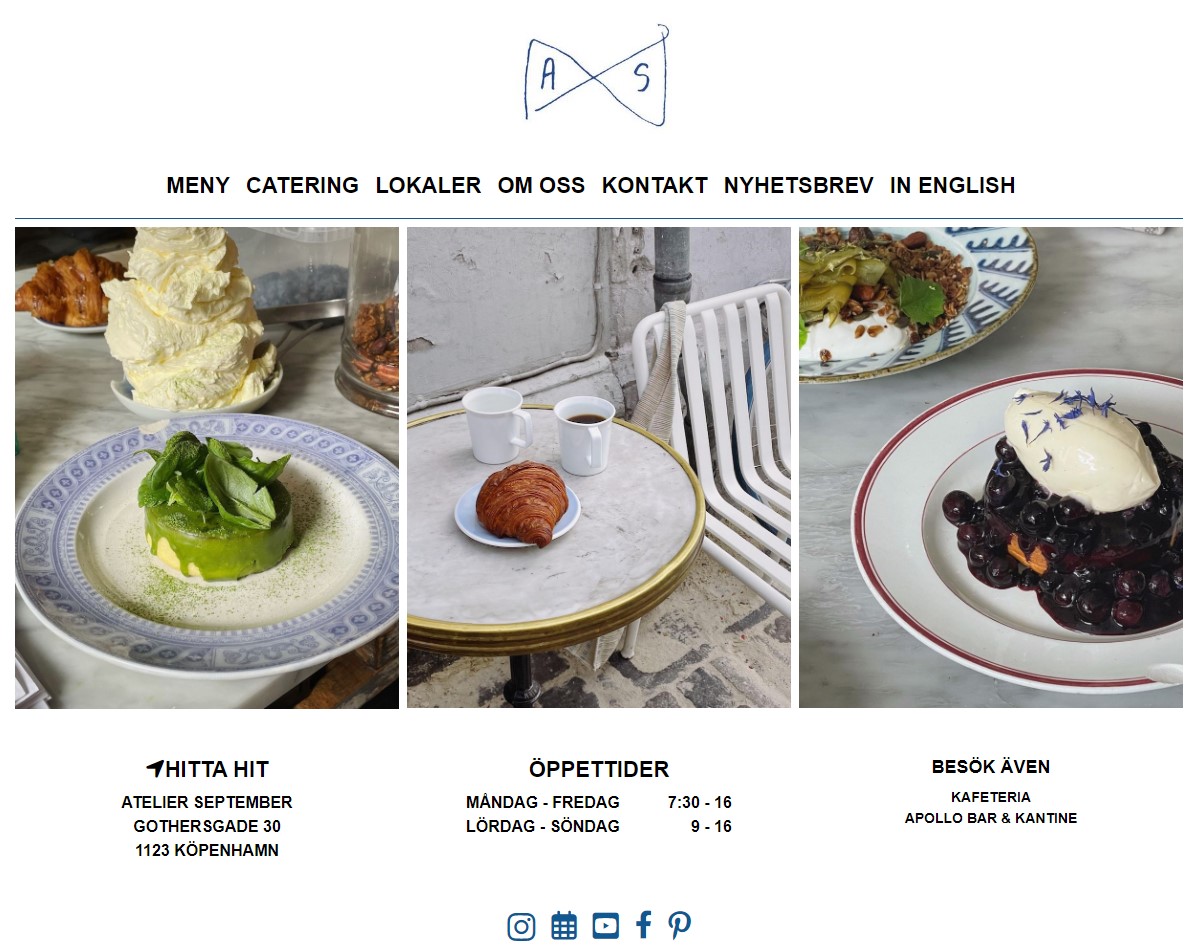 A S
MENY CATERING LOKALER OM OSS KONTAKT NYHETSBREV IN ENGLISH
HITTA HIT
ATELIER SEPTEMBER
GOTHERSGADE 30
1123 KÖPENHAMN
ÖPPETTIDER
MÅNDAG - FREDAG 7:30 - 16
LÖRDAG - SÖNDAG 9 - 16
BESÖK ÄVEN
KAFETERIA
APOLLO BAR & KANTINE